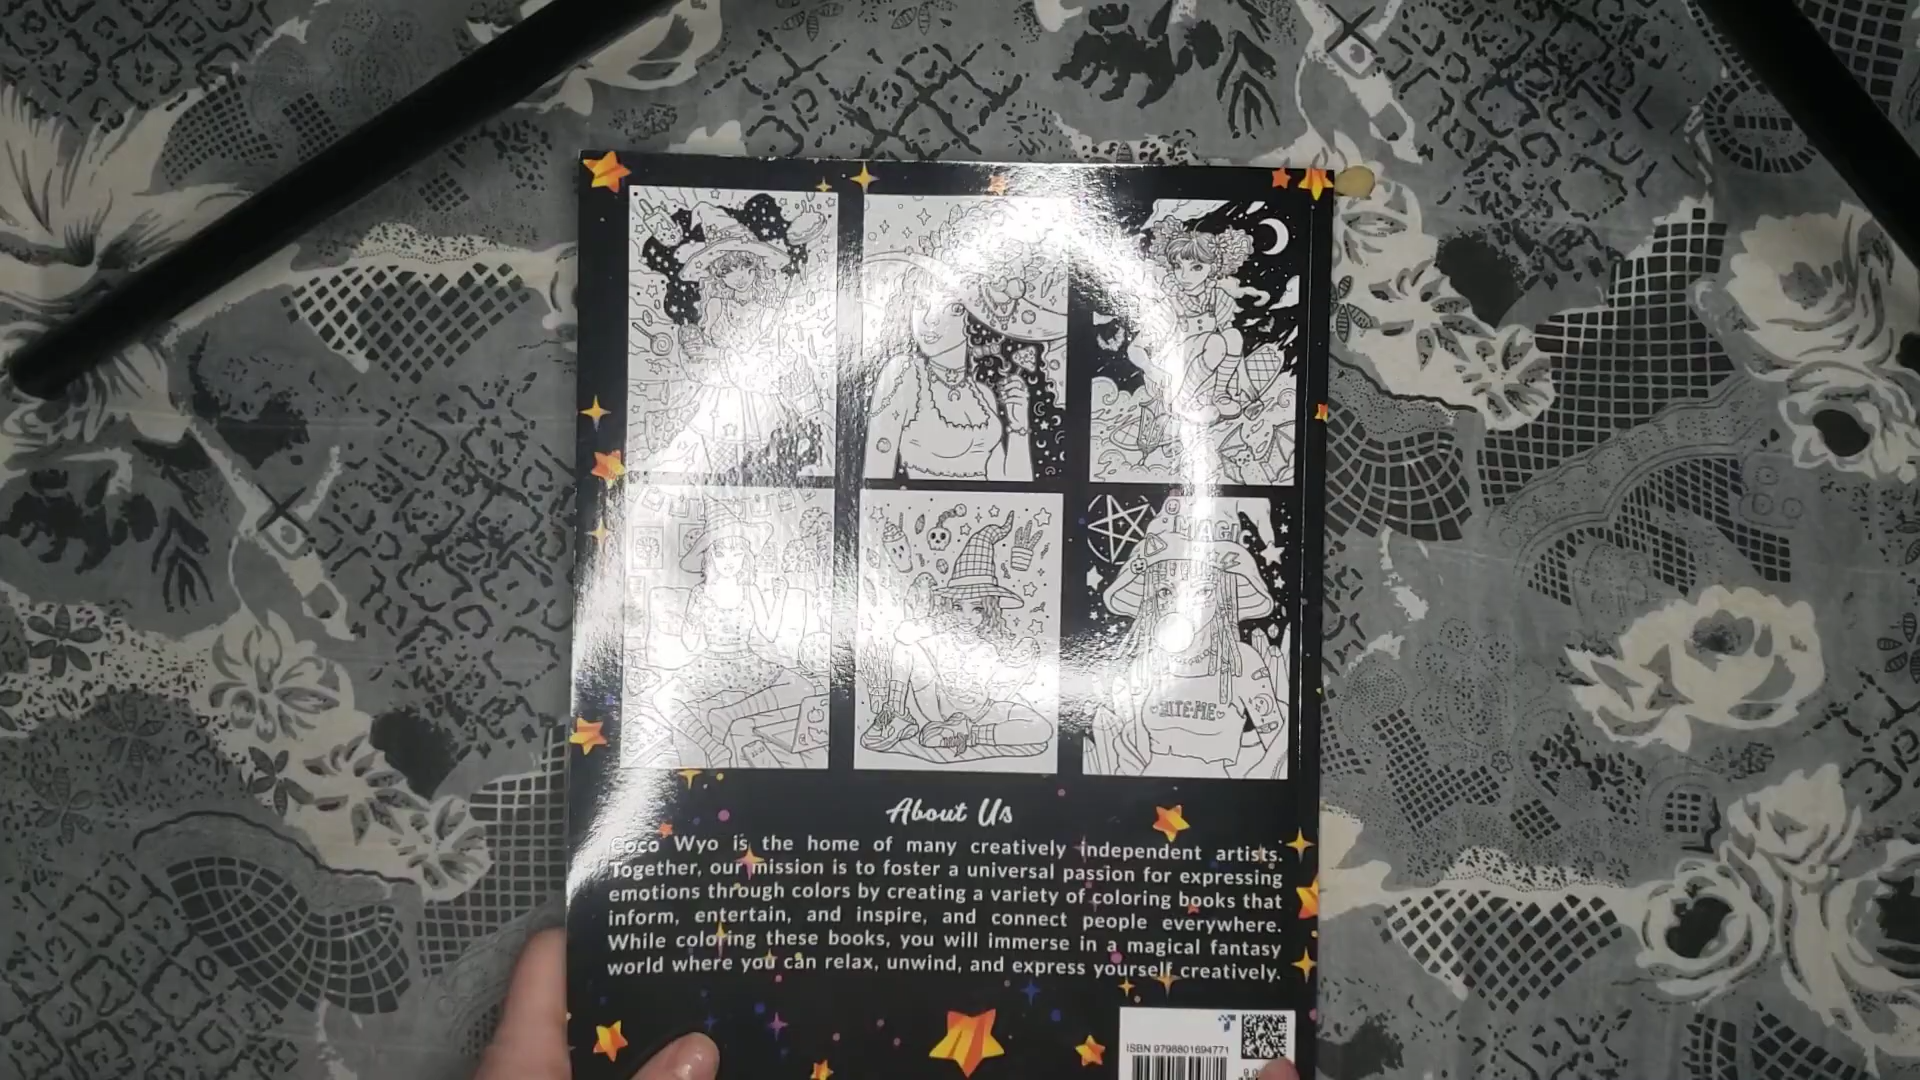 MAGI
BITE ME
About Us
Coco Wyo is the home of many creatively independent artists.
Together, our mission is to foster a universal passion for expressing
emotions through colors by creating a variety of coloring books that
inform, entertain, and inspire, and connect people everywhere.
While coloring these books, you will immerse in a magical fantasy
world where you can relax, unwind, and express yourself creatively.
ISBN 9798801694771